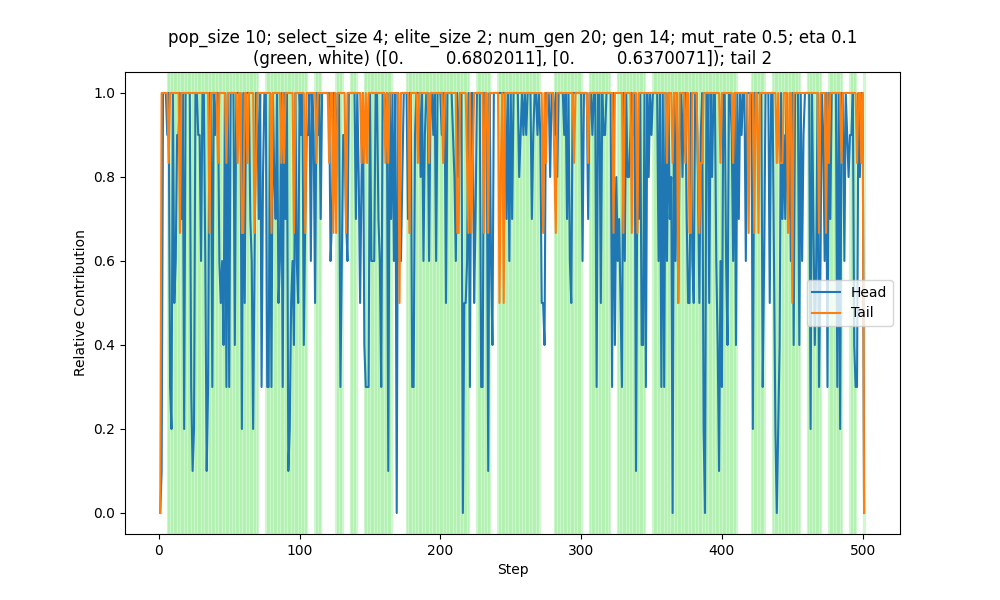 pop_size 10; select_size 4; elite_size 2; num_gen 20; gen 14; mut_rate 0.5; eta 0.1
(green, white) ([0.        0.6802011], [0.        0.6370071]); tail 2
1.0
0.8
0.6
0.4
0.2
0.0
Relative Contribution
Head
Tail
0
100
200
300
400
500
Step